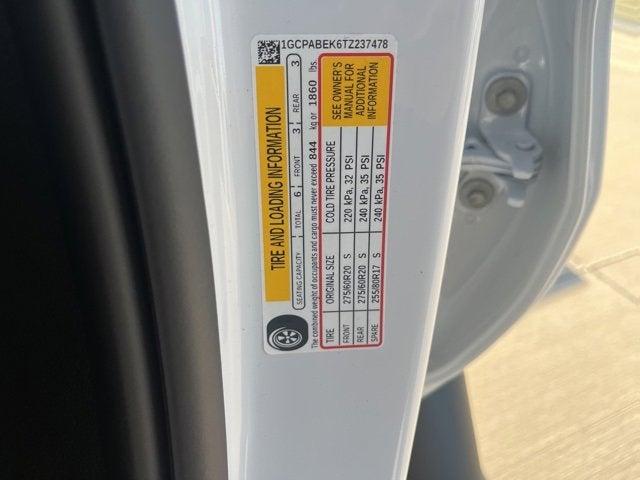 1GCPABEK6TZ237478
TIRE AND LOADING INFORMATION
SEATING CAPACITY TOTAL 6 FRONT 3 REAR 3
The combined weight of occupants and cargo must never exceed 844 kg or 1860 lbs.
TIRE ORIGINAL SIZE COLD TIRE PRESSURE
FRONT 275/60R20 S 220 kPa, 32 PSI
REAR 275/60R20 S 240 kPa, 35 PSI
SPARE 255/80R17 S 240 kPa, 35 PSI
SEE OWNER'S
MANUAL FOR
ADDITIONAL
INFORMATION